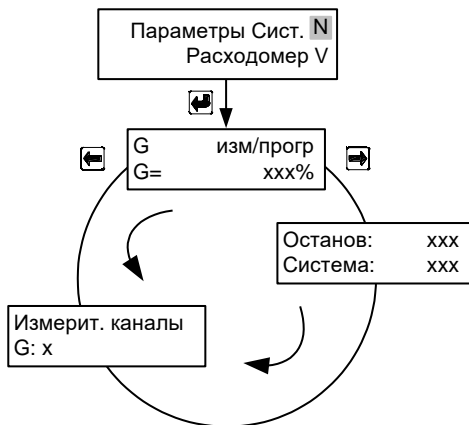 Параметры Сист. N
Расходомер V
G изм/прогр
G= xxx%
Останов: xxx
Система: xxx
Измерит. каналы
G: x